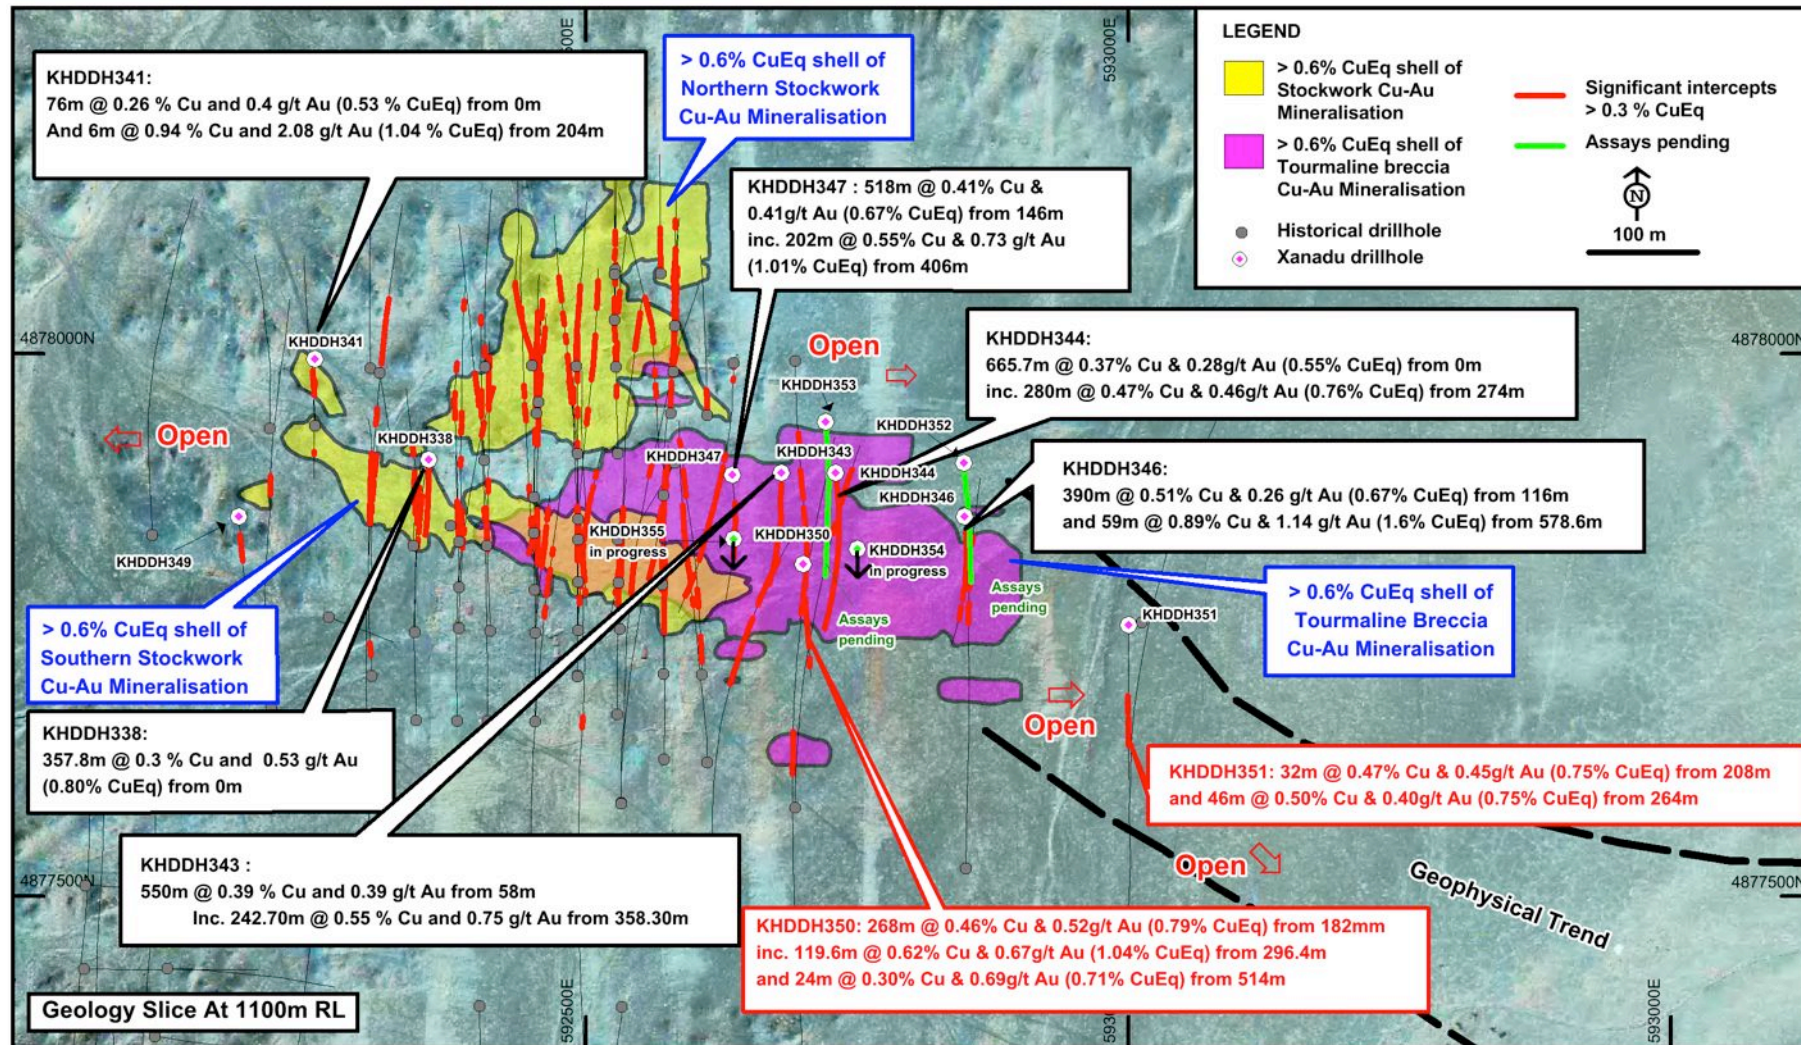 KHDDH341:
76m @ 0.26 % Cu and 0.4 g/t Au (0.53 % CuEq) from 0m
And 6m @ 0.94 % Cu and 2.08 g/t Au (1.04 % CuEq) from 204m
> 0.6% CuEq shell of
Northern Stockwork
Cu-Au Mineralisation
593000E
LEGEND
> 0.6% CuEq shell of
Stockwork Cu-Au
Mineralisation
> 0.6% CuEq shell of
Tourmaline breccia
Cu-Au Mineralisation
Historical drillhole
Xanadu drillhole
Significant intercepts
> 0.3 % CuEq
Assays pending
N
100 m
KHDDH347 : 518m @ 0.41% Cu &
0.41g/t Au (0.67% CuEq) from 146m
inc. 202m @ 0.55% Cu & 0.73 g/t Au
(1.01% CuEq) from 406m
4878000N
4878000N
KHDDH341
Open
KHDDH353
KHDDH344:
665.7m @ 0.37% Cu & 0.28g/t Au (0.55% CuEq) from 0m
inc. 280m @ 0.47% Cu & 0.46g/t Au (0.76% CuEq) from 274m
Open
KHDDH338
KHDDH352
KHDDH347
KHDDH343
KHDDH344
KHDDH346
KHDDH346:
390m @ 0.51% Cu & 0.26 g/t Au (0.67% CuEq) from 116m
and 59m @ 0.89% Cu & 1.14 g/t Au (1.6% CuEq) from 578.6m
KHDDH349
KHDDH355
in progress
KHDDH350
KHDDH354
in progress
Assays
pending
Assays
pending
KHDDH351
> 0.6% CuEq shell of
Southern Stockwork
Cu-Au Mineralisation
> 0.6% CuEq shell of
Tourmaline Breccia
Cu-Au Mineralisation
Open
KHDDH338:
357.8m @ 0.3 % Cu and 0.53 g/t Au
(0.80% CuEq) from 0m
KHDDH351: 32m @ 0.47% Cu & 0.45g/t Au (0.75% CuEq) from 208m
and 46m @ 0.50% Cu & 0.40g/t Au (0.75% CuEq) from 264m
KHDDH343 :
550m @ 0.39 % Cu and 0.39 g/t Au from 58m
Inc. 242.70m @ 0.55 % Cu and 0.75 g/t Au from 358.30m
Open
4877500N
4877500N
Geophysical Trend
KHDDH350: 268m @ 0.46% Cu & 0.52g/t Au (0.79% CuEq) from 182mm
inc. 119.6m @ 0.62% Cu & 0.67g/t Au (1.04% CuEq) from 296.4m
and 24m @ 0.30% Cu & 0.69g/t Au (0.71% CuEq) from 514m
Geology Slice At 1100m RL
592500E
593000E